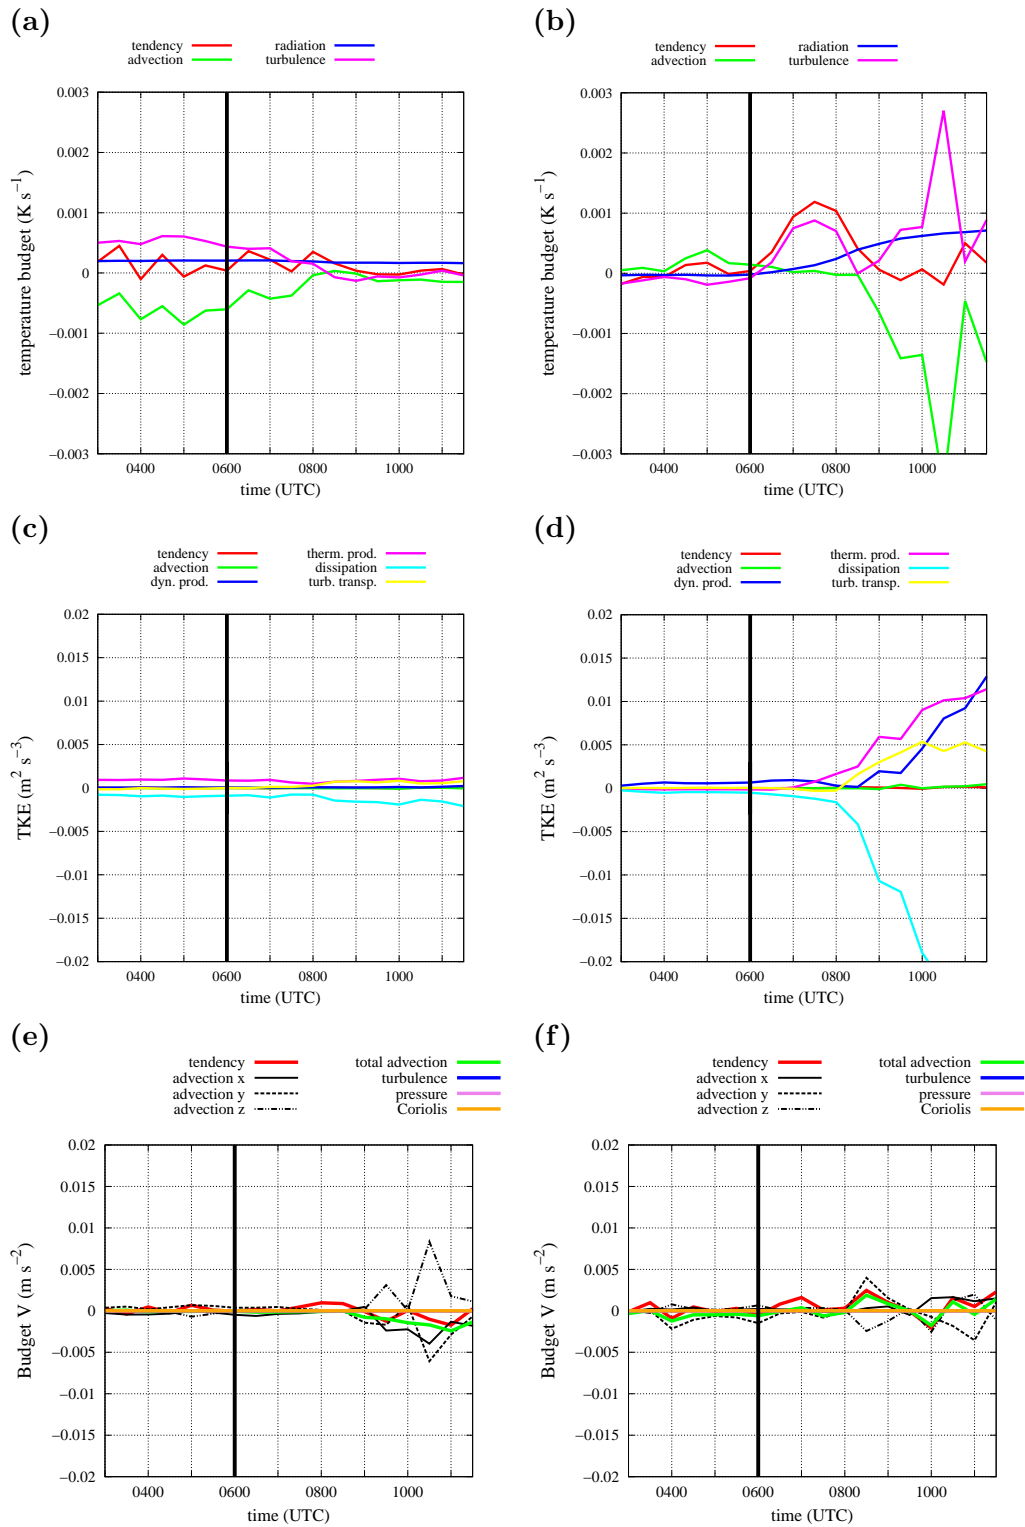 (a)
(b)
tendency
advection
radiation
turbulence
tendency
advection
radiation
turbulence
0.003
0.002
0.001
0
−0.001
−0.002
−0.003
temperature budget (K s−1)
0400 0600 0800 1000
time (UTC)
0.003
0.002
0.001
0
−0.001
−0.002
−0.003
temperature budget (K s−1)
0400 0600 0800 1000
time (UTC)
(c)
(d)
tendency
advection
dyn. prod.
therm. prod.
dissipation
turb. transp.
tendency
advection
dyn. prod.
therm. prod.
dissipation
turb. transp.
0.02
0.015
0.01
0.005
0
−0.005
−0.01
−0.015
−0.02
TKE (m2 s−3)
0400 0600 0800 1000
time (UTC)
0.02
0.015
0.01
0.005
0
−0.005
−0.01
−0.015
−0.02
TKE (m2 s−3)
0400 0600 0800 1000
time (UTC)
(e)
(f)
tendency
advection x
advection y
advection z
total advection
turbulence
pressure
Coriolis
tendency
advection x
advection y
advection z
total advection
turbulence
pressure
Coriolis
0.02
0.015
0.01
0.005
0
−0.005
−0.01
−0.015
−0.02
Budget V (m s−2)
0400 0600 0800 1000
time (UTC)
0.02
0.015
0.01
0.005
0
−0.005
−0.01
−0.015
−0.02
Budget V (m s−2)
0400 0600 0800 1000
time (UTC)